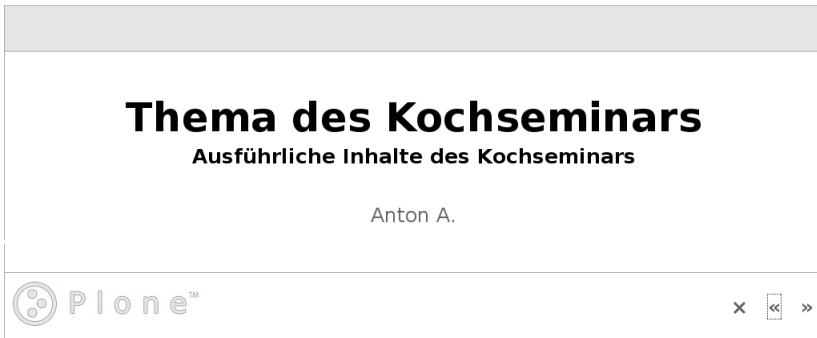 Thema des Kochseminars
Ausführliche Inhalte des Kochseminars
Anton A.
Plone™
× « »